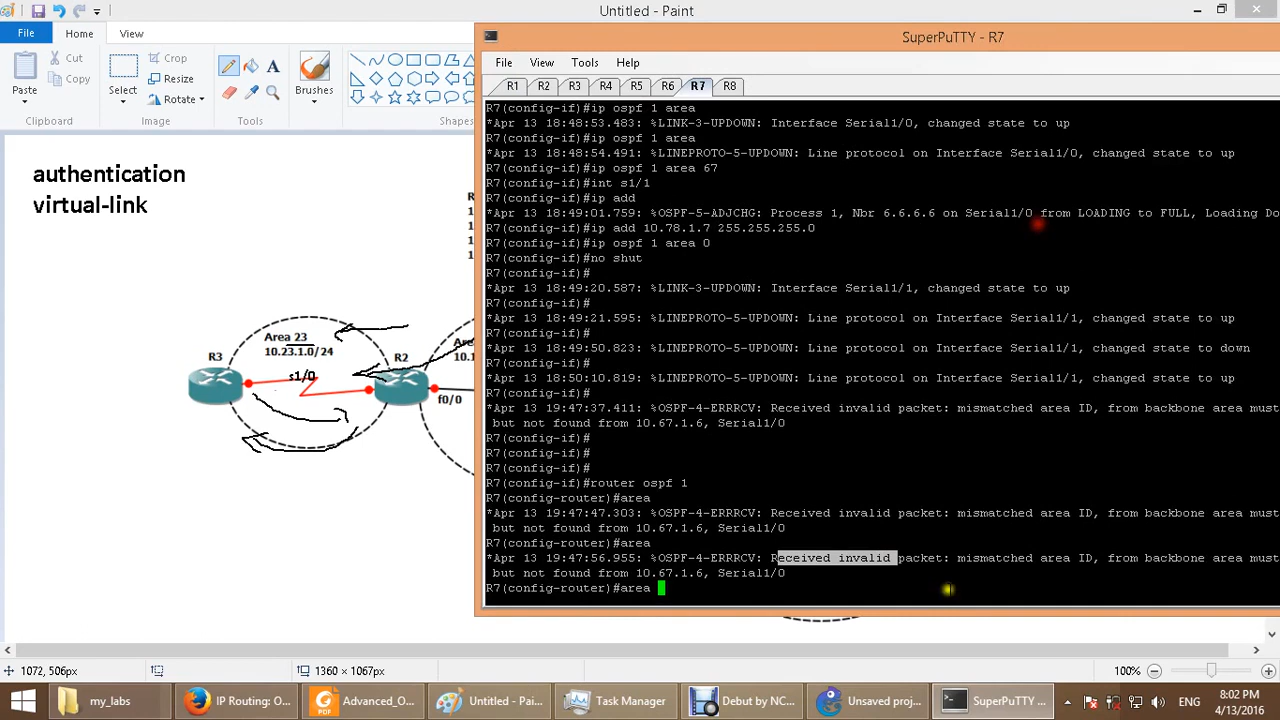 Untitled - Paint
File
Home
View
Paste
Cut
Copy
Clipboard
Select
Crop
Resize
Rotate
Image
Tools
A
Brushes
Shapes
SuperPuTTY - R7
File View Tools Help
R1 R2 R3 R4 R5 R6 R7 R8
R7(config-if)#ip ospf 1 area
*Apr 13 18:48:53.483: %LINK-3-UPDOWN: Interface Serial1/0, changed state to up
R7(config-if)#ip ospf 1 area
*Apr 13 18:48:54.491: %LINEPROTO-5-UPDOWN: Line protocol on Interface Serial1/0, changed state to up
R7(config-if)#ip ospf 1 area 67
R7(config-if)#int s1/1
R7(config-if)#ip add
*Apr 13 18:49:01.759: %OSPF-5-ADJCHG: Process 1, Nbr 6.6.6.6 on Serial1/0 from LOADING to FULL, Loading Do
R7(config-if)#ip add 10.78.1.7 255.255.255.0
R7(config-if)#ip ospf 1 area 0
R7(config-if)#no shut
R7(config-if)#
*Apr 13 18:49:20.587: %LINK-3-UPDOWN: Interface Serial1/1, changed state to up
R7(config-if)#
*Apr 13 18:49:21.595: %LINEPROTO-5-UPDOWN: Line protocol on Interface Serial1/1, changed state to up
R7(config-if)#
*Apr 13 18:49:50.823: %LINEPROTO-5-UPDOWN: Line protocol on Interface Serial1/1, changed state to down
R7(config-if)#
*Apr 13 18:50:10.819: %LINEPROTO-5-UPDOWN: Line protocol on Interface Serial1/1, changed state to up
R7(config-if)#
*Apr 13 19:47:37.411: %OSPF-4-ERRRCV: Received invalid packet: mismatched area ID, from backbone area must
but not found from 10.67.1.6, Serial1/0
R7(config-if)#
R7(config-if)#
R7(config-if)#
R7(config-if)#router ospf 1
R7(config-router)#area
*Apr 13 19:47:47.303: %OSPF-4-ERRRCV: Received invalid packet: mismatched area ID, from backbone area must
but not found from 10.67.1.6, Serial1/0
R7(config-router)#area
*Apr 13 19:47:56.955: %OSPF-4-ERRRCV: Received invalid packet: mismatched area ID, from backbone area must
but not found from 10.67.1.6, Serial1/0
R7(config-router)#area
authentication
virtual-link
Area 23
10.23.1.0/24
R3
R2
s1/0
f0/0
1072, 506px
1360 × 1067px
100%
my_labs
IP Routing: O...
Advanced_O...
Untitled - Pai...
Task Manager
Debut by NC...
Unsaved proj...
SuperPuTTY ...
ENG
8:02 PM
4/13/2016